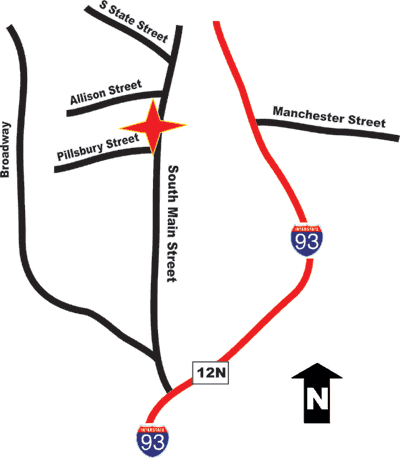 S State Street
Allison Street
Manchester Street
Broadway
Pillsbury Street
South Main Street
INTERSTATE
93
12N
N
INTERSTATE
93